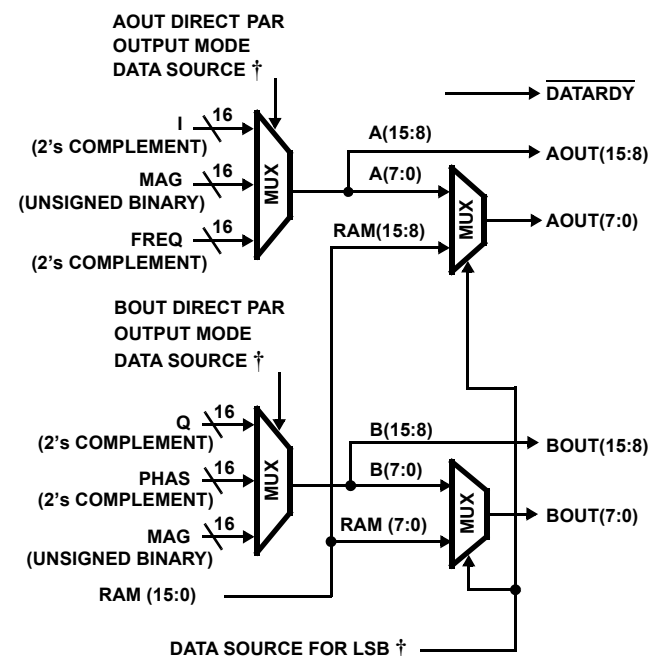 AOUT DIRECT PAR
OUTPUT MODE
DATA SOURCE †
DATARDY
I
16
(2's COMPLEMENT)
MAG
16
(UNSIGNED BINARY)
FREQ
16
(2's COMPLEMENT)
MUX
A(15:8)
AOUT(15:8)
A(7:0)
RAM(15:8)
MUX
AOUT(7:0)
BOUT DIRECT PAR
OUTPUT MODE
DATA SOURCE †
Q
16
(2's COMPLEMENT)
PHAS
16
(2's COMPLEMENT)
MAG
16
(UNSIGNED BINARY)
MUX
B(15:8)
BOUT(15:8)
B(7:0)
RAM (7:0)
MUX
BOUT(7:0)
RAM (15:0)
DATA SOURCE FOR LSB †